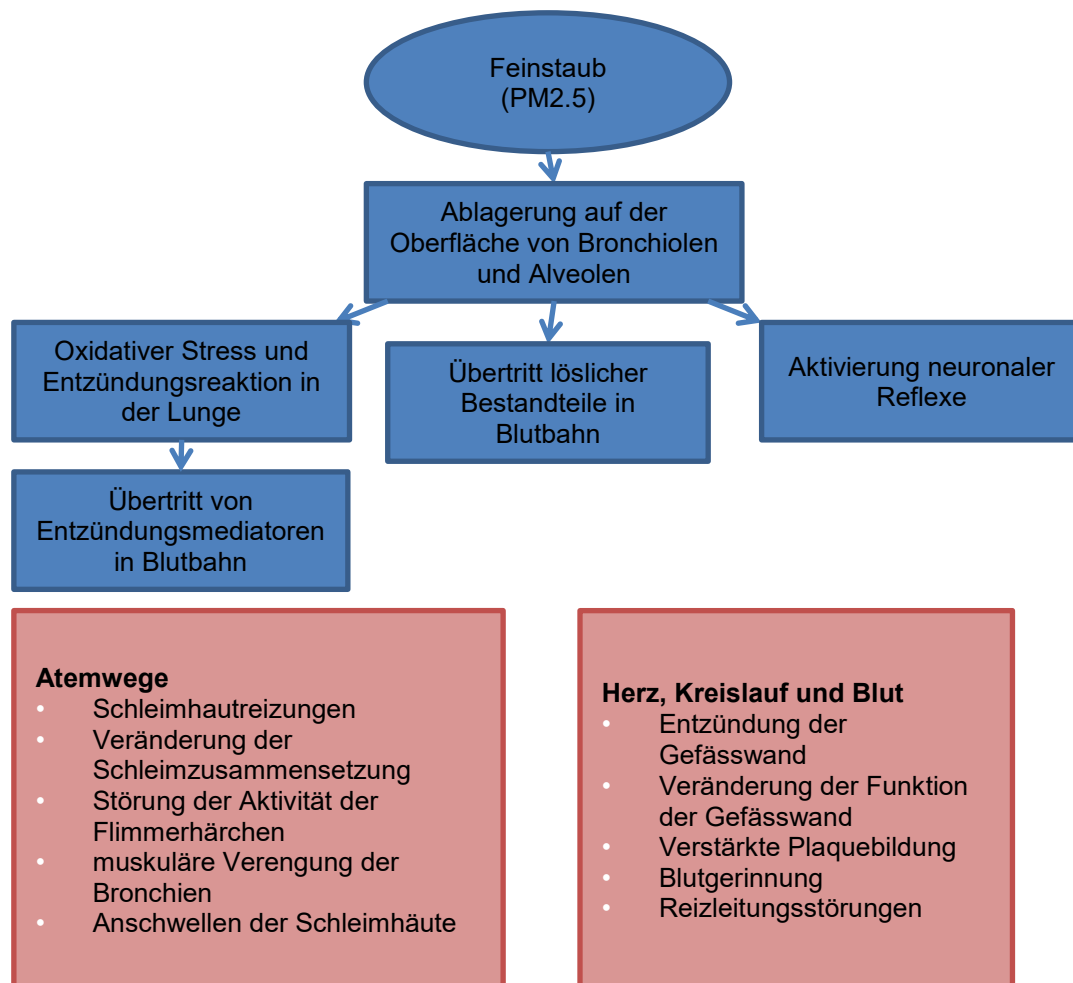 Feinstaub
(PM2.5)
Ablagerung auf der
Oberfläche von Bronchiolen
und Alveolen
Oxidativer Stress und
Entzündungsreaktion in
der Lunge
Übertritt löslicher
Bestandteile in
Blutbahn
Aktivierung neuronaler
Reflexe
Übertritt von
Entzündungsmediatoren
in Blutbahn
Atemwege
• Schleimhautreizungen
• Veränderung der
Schleimzusammensetzung
• Störung der Aktivität der
Flimmerhärchen
• muskuläre Verengung der
Bronchien
• Anschwellen der Schleimhäute
Herz, Kreislauf und Blut
• Entzündung der
Gefässwand
• Veränderung der Funktion
der Gefässwand
• Verstärkte Plaquebildung
• Blutgerinnung
• Reizleitungsstörungen